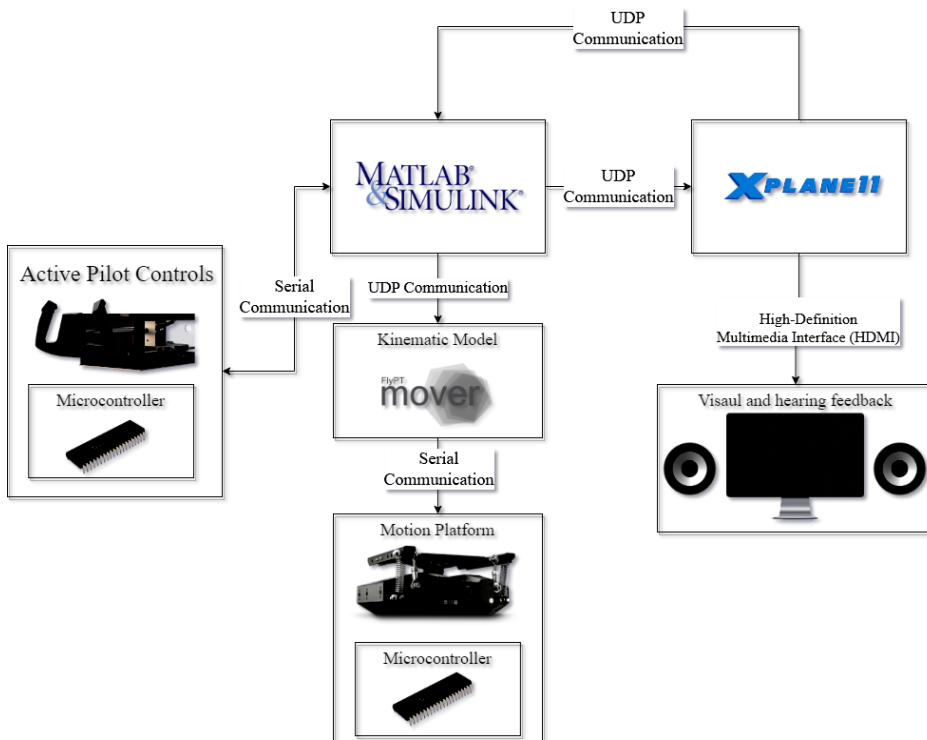 UDP
Communication
MATLAB®
&SIMULINK®
UDP
Communication
XPLANE11
Active Pilot Controls
Serial
Communication
UDP Communication
High-Definition
Multimedia Interface (HDMI)
Kinematic Model
FlyPT
mover
Microcontroller
Visaul and hearing feedback
Serial
Communication
Motion Platform
Microcontroller